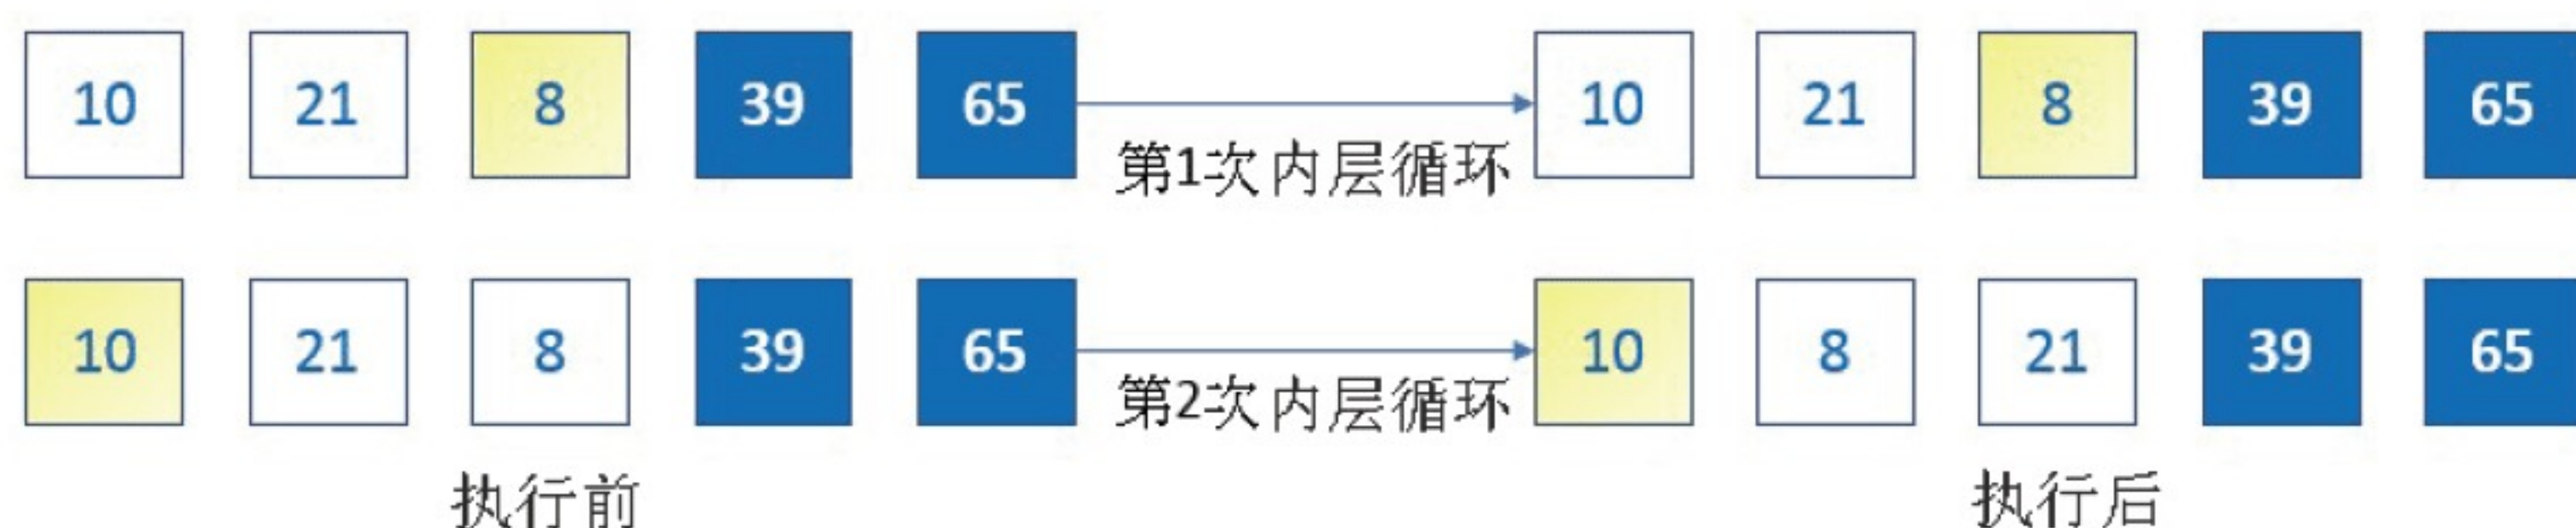 10 21 8 39 65 第1次内层循环 10 21 8 39 65
10 21 8 39 65 第2次内层循环 10 8 21 39 65
执行前 执行后